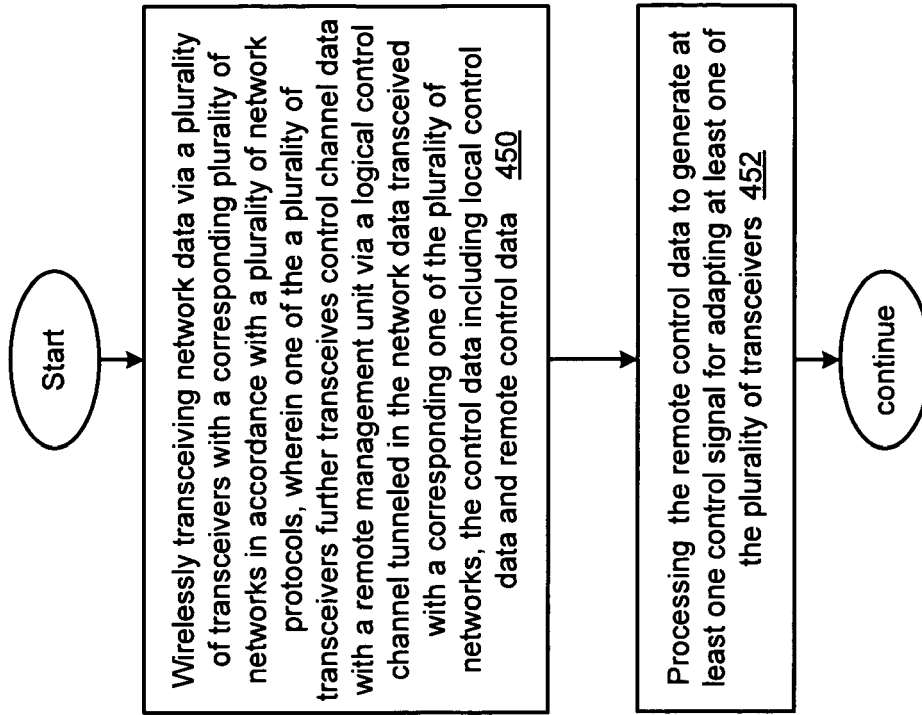 Start
Wirelessly transceiving network data via a plurality
of transceivers with a corresponding plurality of
networks in accordance with a plurality of network
protocols, wherein one of the a plurality of
transceivers further transceives control channel data
with a remote management unit via a logical control
channel tunneled in the network data transceived
with a corresponding one of the plurality of
networks, the control data including local control
data and remote control data 450
Processing the remote control data to generate at
least one control signal for adapting at least one of
the plurality of transceivers 452
continue